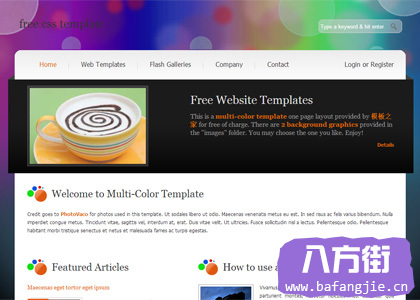 free css template
Type a keyword & hit enter
Home
Web Templates
Flash Galleries
Company
Contact
Login or Register
Free Website Templates
This is a multi-color template one page layout provided by 模板之
家 for free of charge. There are 2 background graphics provided in
the "images" folder. You may choose the one you like. Enjoy!
Details
Welcome to Multi-Color Template
Credit goes to PhotoVaco for photos used in this template. Ut sodales libero ut odio. Maecenas venenatis metus eu est. In sed risus ac felis varius bibendum. Nulla
imperdiet congue metus. Tincidunt vitae, sagittis vel, interdum at, erat. Duis vitae velit. Ut ultricies. Fusce sollicitudin nisl a lectus. Pellentesque odio. Pellentesque
habitant morbi tristique senectus et netus et malesuada fames ac turpe egestas.
Featured Articles
How to use a
Maecenas eget tortor eget ipsum
Vivamus
parturient
八方街
www.bafangjie.cn